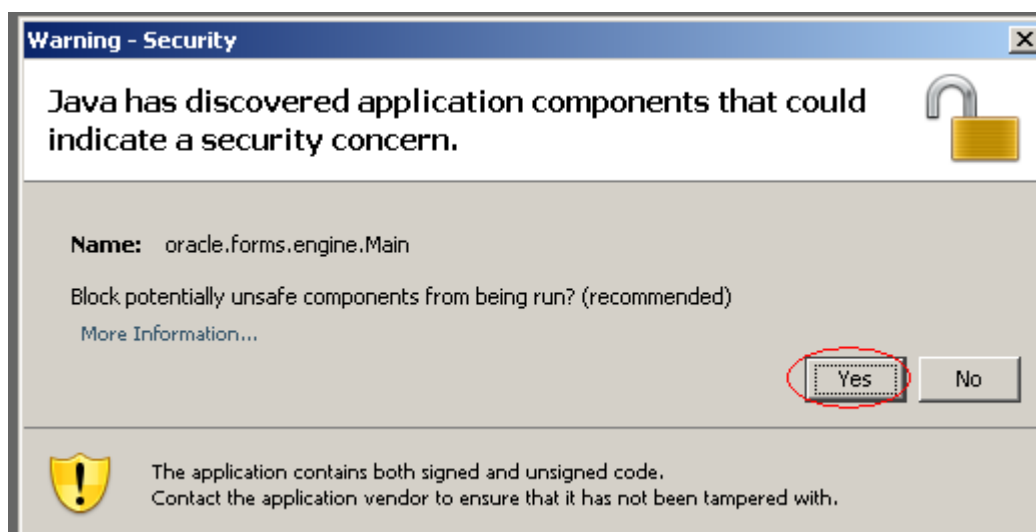 Warning - Security
Java has discovered application components that could
indicate a security concern.
Name: oracle.forms.engine.Main
Block potentially unsafe components from being run? (recommended)
More Information...
Yes No
The application contains both signed and unsigned code.
Contact the application vendor to ensure that it has not been tampered with.